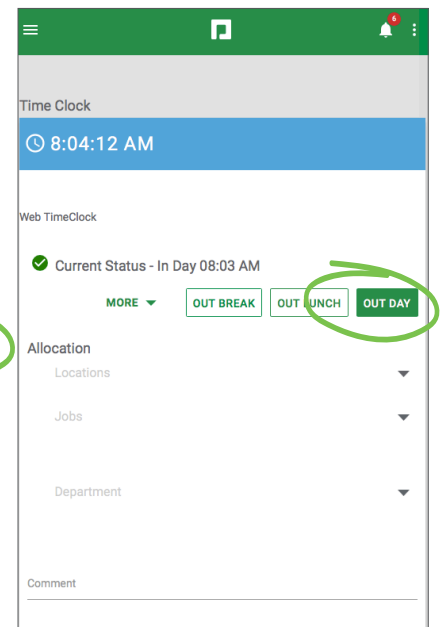 6
Time Clock
8:04:12 AM
Web TimeClock
Current Status - In Day 08:03 AM
MORE OUT BREAK OUT LUNCH OUT DAY
Allocation
Locations
Jobs
Department
Comment